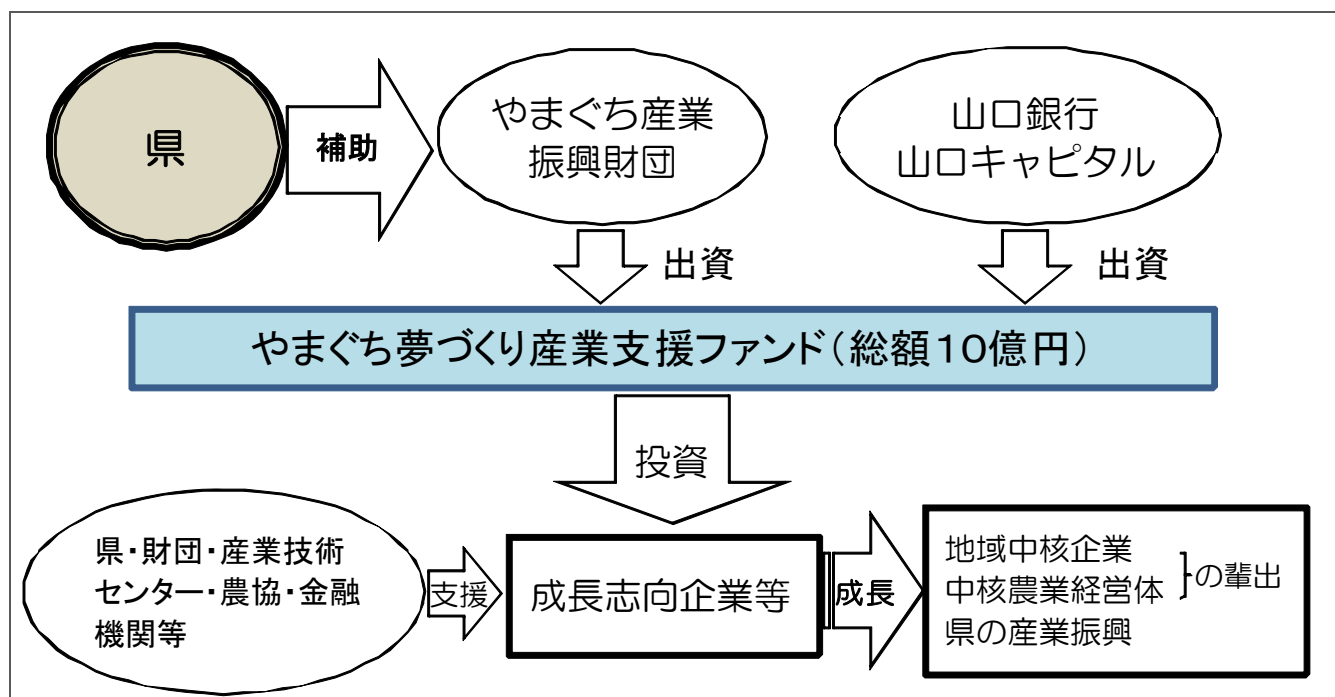 県
補助
やまぐち産業
振興財団
山口銀行
山口キャピタル
出資
出資
やまぐち夢づくり産業支援ファンド（総額１０億円）
投資
県・財団・産業技術
センター・農協・金融
機関等
支援
成長志向企業等
成長
地域中核企業
中核農業経営体
}の輩出
県の産業振興